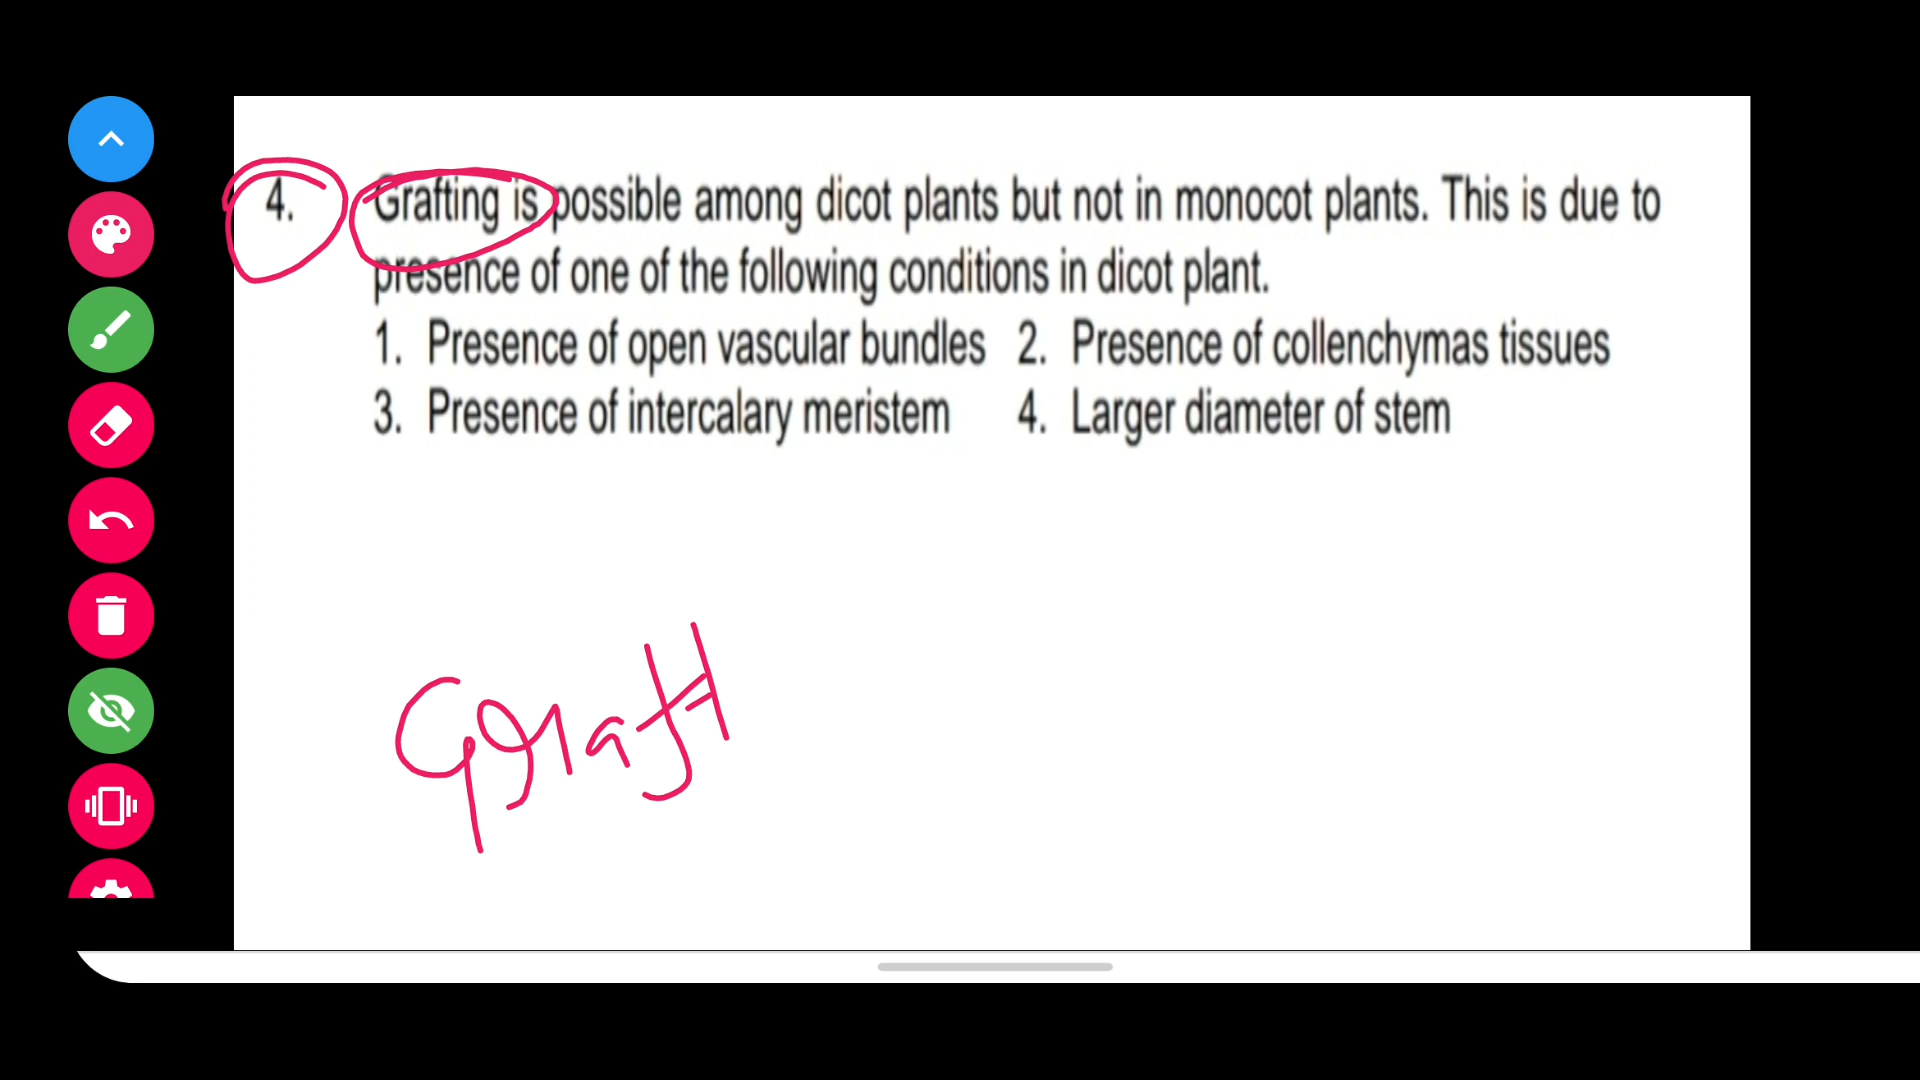 4. Grafting is possible among dicot plants but not in monocot plants. This is due to
presence of one of the following conditions in dicot plant.
1. Presence of open vascular bundles 2. Presence of collenchymas tissues
3. Presence of intercalary meristem 4. Larger diameter of stem
Graft